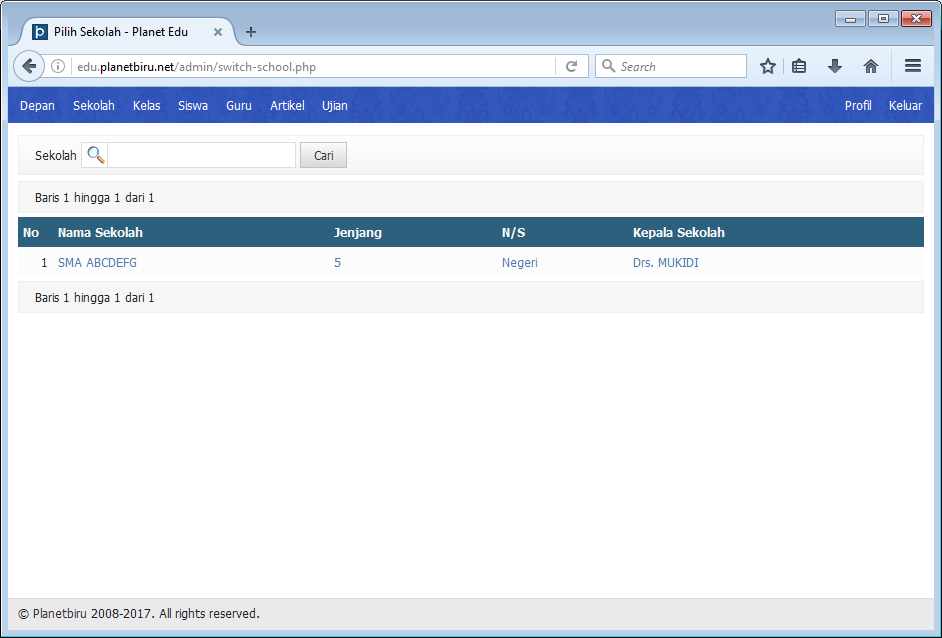 Pilih Sekolah - Planet Edu
edu.planetbiru.net/admin/switch-school.php
Search
Depan Sekolah Kelas Siswa Guru Artikel Ujian Profil Keluar
Sekolah Cari
Baris 1 hingga 1 dari 1
No Nama Sekolah Jenjang N/S Kepala Sekolah
1 SMA ABCDEFG 5 Negeri Drs. MUKIDI
Baris 1 hingga 1 dari 1
© Planetbiru 2008-2017. All rights reserved.